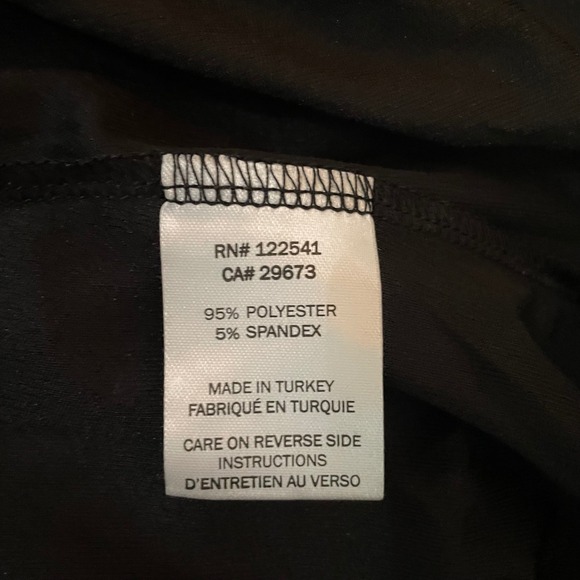 RN# 122541
CA# 29673
95% POLYESTER
5% SPANDEX
MADE IN TURKEY
FABRIQUÉ EN TURQUIE
CARE ON REVERSE SIDE
INSTRUCTIONS
D'ENTRETIEN AU VERSO